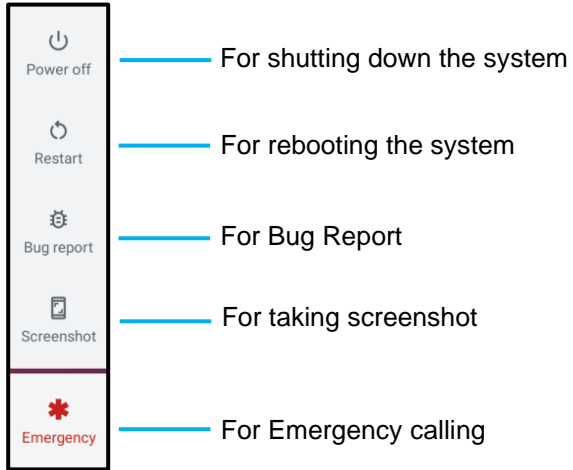 Power off
For shutting down the system
Restart
For rebooting the system
Bug report
For Bug Report
Screenshot
For taking screenshot
Emergency
For Emergency calling